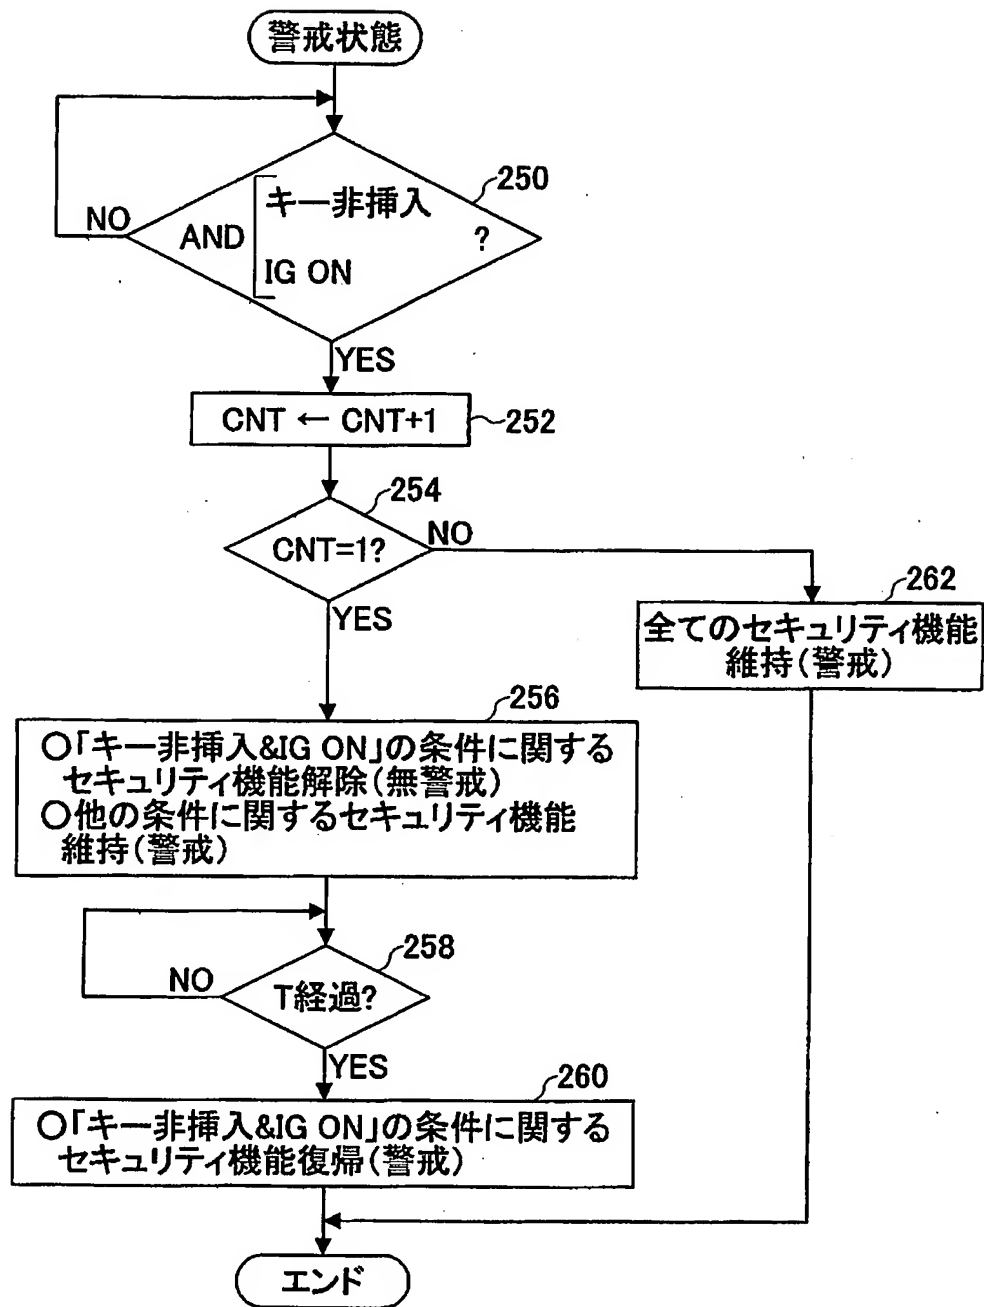 警戒状態
250
キー非挿入
NO
AND
?
IG ON
YES
CNT ← CNT+1
252
254
CNT=1?
NO
YES
262
全てのセキュリティ機能
維持(警戒)
256
○「キー非挿入&IG ON」の条件に関する
セキュリティ機能解除(無警戒)
○他の条件に関するセキュリティ機能
維持(警戒)
258
NO
T経過?
YES
260
○「キー非挿入&IG ON」の条件に関する
セキュリティ機能復帰(警戒)
エンド